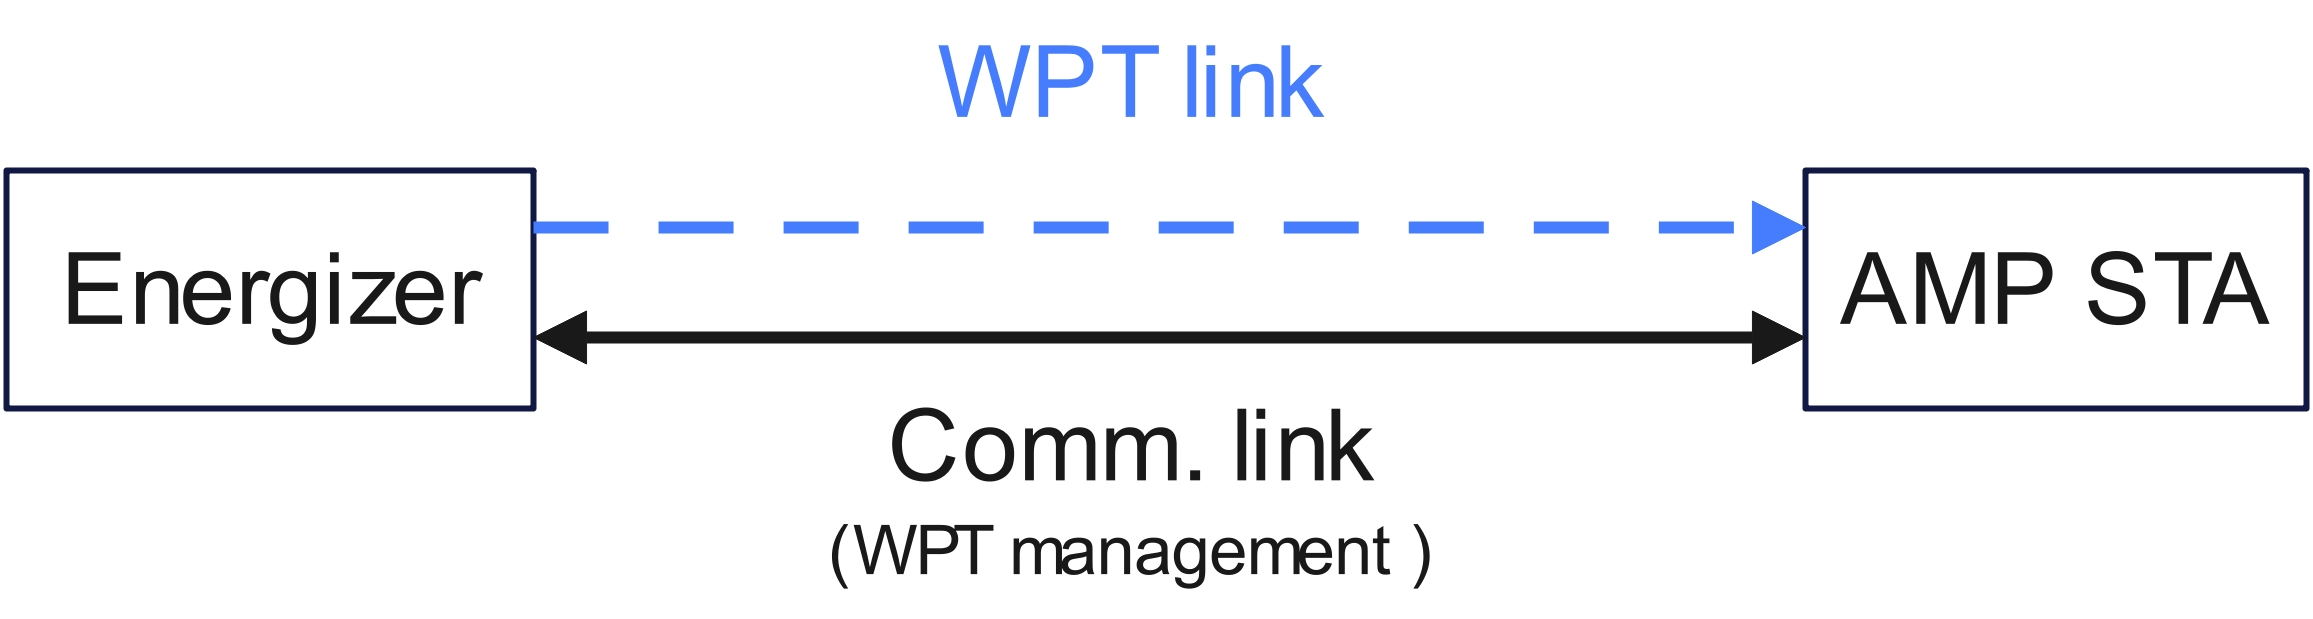 WPT link
Energizer
AMP STA
Comm. link
(WPT management )